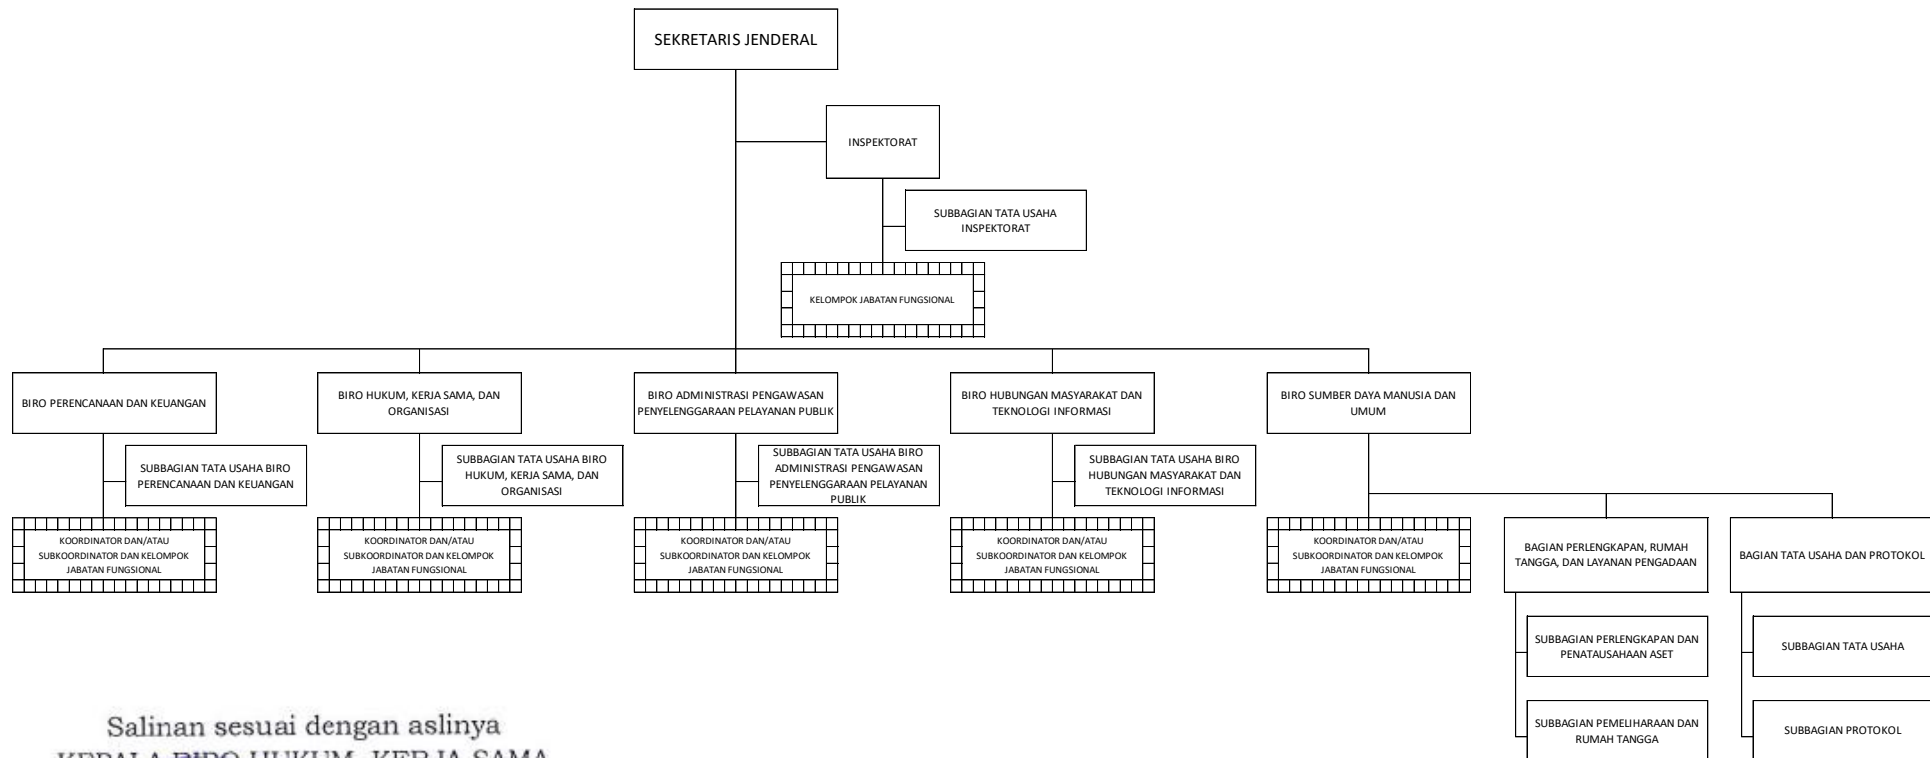 SEKRETARIS JENDERAL
INSPEKTORAT
SUBBAGIAN TATA USAHA
INSPEKTORAT
KELOMPOK JABATAN FUNGSIONAL
BIRO PERENCANAAN DAN KEUANGAN
BIRO HUKUM, KERJA SAMA, DAN
ORGANISASI
BIRO ADMINISTRASI PENGAWASAN
PENYELENGGARAAN PELAYANAN PUBLIK
BIRO HUBUNGAN MASYARAKAT DAN
TEKNOLOGI INFORMASI
BIRO SUMBER DAYA MANUSIA DAN
UMUM
SUBBAGIAN TATA USAHA BIRO
PERENCANAAN DAN KEUANGAN
SUBBAGIAN TATA USAHA BIRO
HUKUM, KERJA SAMA, DAN
ORGANISASI
SUBBAGIAN TATA USAHA BIRO
ADMINISTRASI PENGAWASAN
PENYELENGGARAAN PELAYANAN
PUBLIK
SUBBAGIAN TATA USAHA BIRO
HUBUNGAN MASYARAKAT DAN
TEKNOLOGI INFORMASI
KOORDINATOR DAN/ATAU
SUBKOORDINATOR DAN KELOMPOK
JABATAN FUNGSIONAL
KOORDINATOR DAN/ATAU
SUBKOORDINATOR DAN KELOMPOK
JABATAN FUNGSIONAL
KOORDINATOR DAN/ATAU
SUBKOORDINATOR DAN KELOMPOK
JABATAN FUNGSIONAL
KOORDINATOR DAN/ATAU
SUBKOORDINATOR DAN KELOMPOK
JABATAN FUNGSIONAL
KOORDINATOR DAN/ATAU
SUBKOORDINATOR DAN KELOMPOK
JABATAN FUNGSIONAL
BAGIAN PERLENGKAPAN, RUMAH
TANGGA, DAN LAYANAN PENGADAAN
BAGIAN TATA USAHA DAN PROTOKOL
SUBBAGIAN PERLENGKAPAN DAN
PENATAUSAHAAN ASET
SUBBAGIAN TATA USAHA
SUBBAGIAN PEMELIHARAAN DAN
RUMAH TANGGA
SUBBAGIAN PROTOKOL
Salinan sesuai dengan aslinya
KEPALA BIRO HUKUM, KERJA SAMA